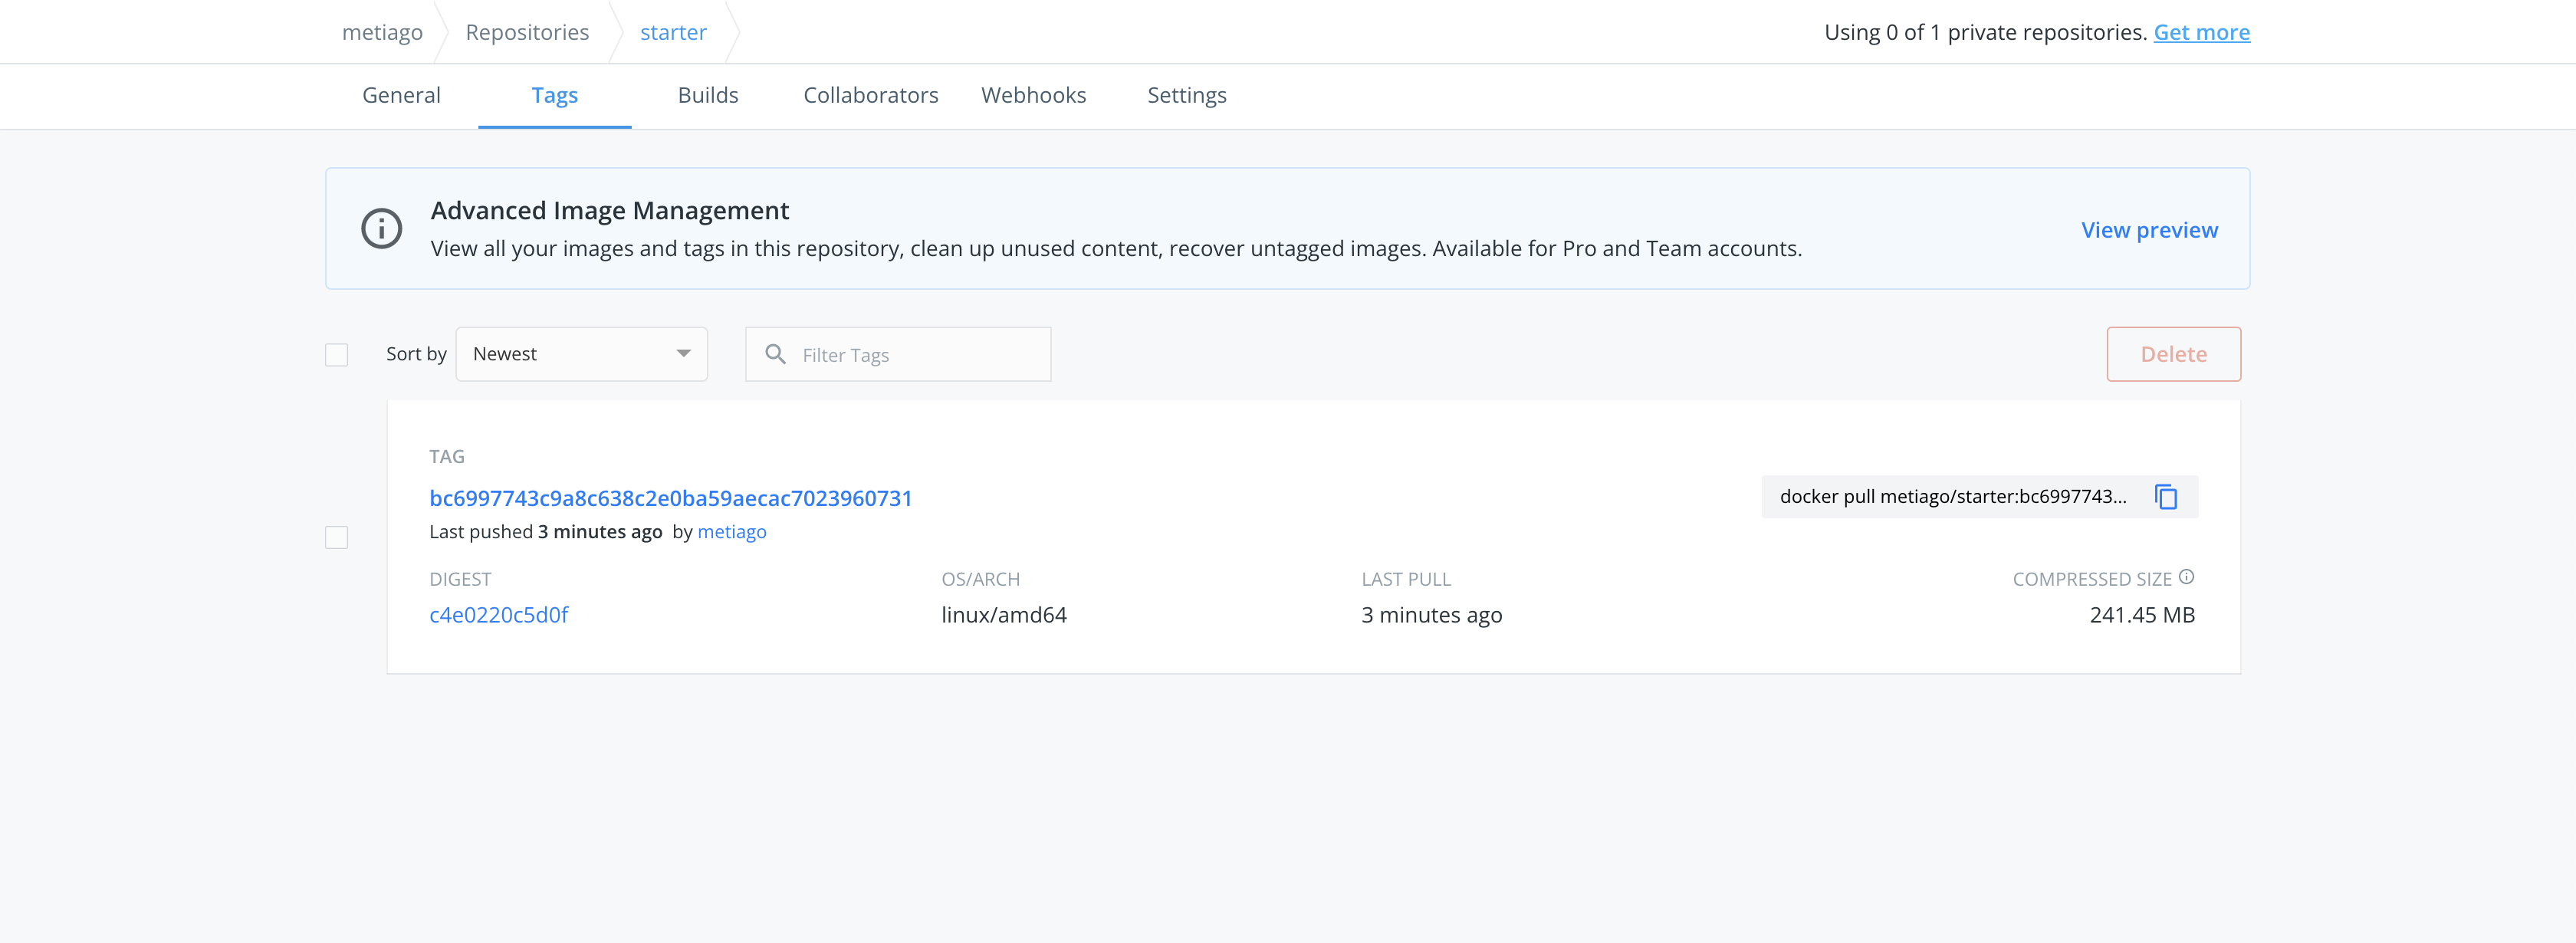 metiago Repositories starter Using 0 of 1 private repositories. Get more
General Tags Builds Collaborators Webhooks Settings
Advanced Image Management
View all your images and tags in this repository, clean up unused content, recover untagged images. Available for Pro and Team accounts.
View preview
Sort by Newest Filter Tags Delete
TAG
bc6997743c9a8c638c2e0ba59aecac7023960731
docker pull metiago/starter:bc6997743...
Last pushed 3 minutes ago by metiago
DIGEST OS/ARCH LAST PULL COMPRESSED SIZE
c4e0220c5d0f linux/amd64 3 minutes ago 241.45 MB